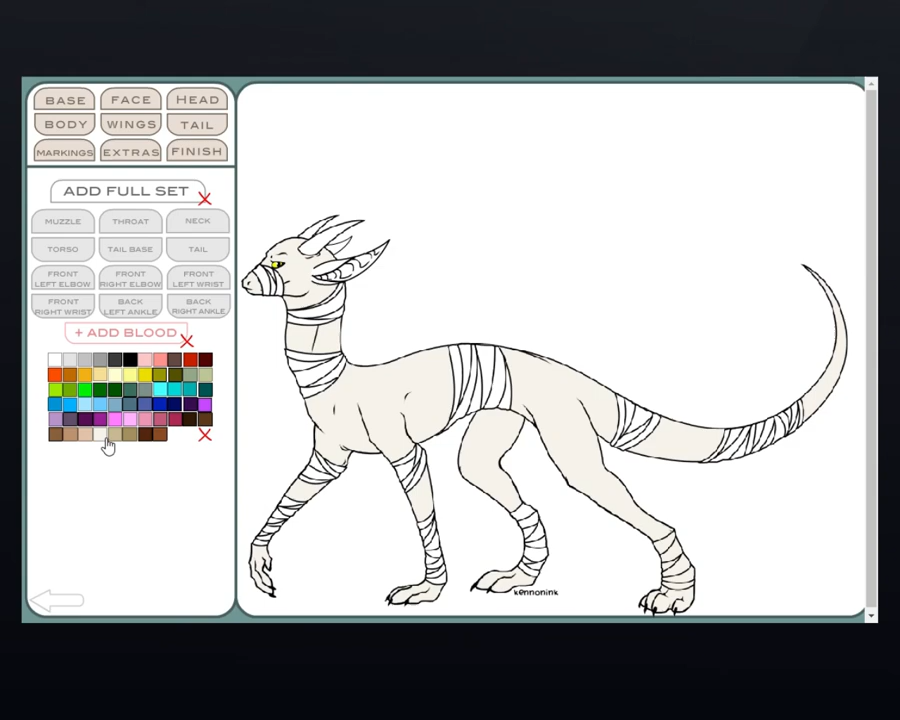 BASE FACE HEAD
BODY WINGS TAIL
MARKINGS EXTRAS FINISH
ADD FULL SET
MUZZLE THROAT NECK
TORSO TAIL BASE TAIL
FRONT LEFT ELBOW FRONT RIGHT ELBOW FRONT LEFT WRIST
FRONT RIGHT WRIST BACK LEFT ANKLE BACK RIGHT ANKLE
+ ADD BLOOD
kennonink